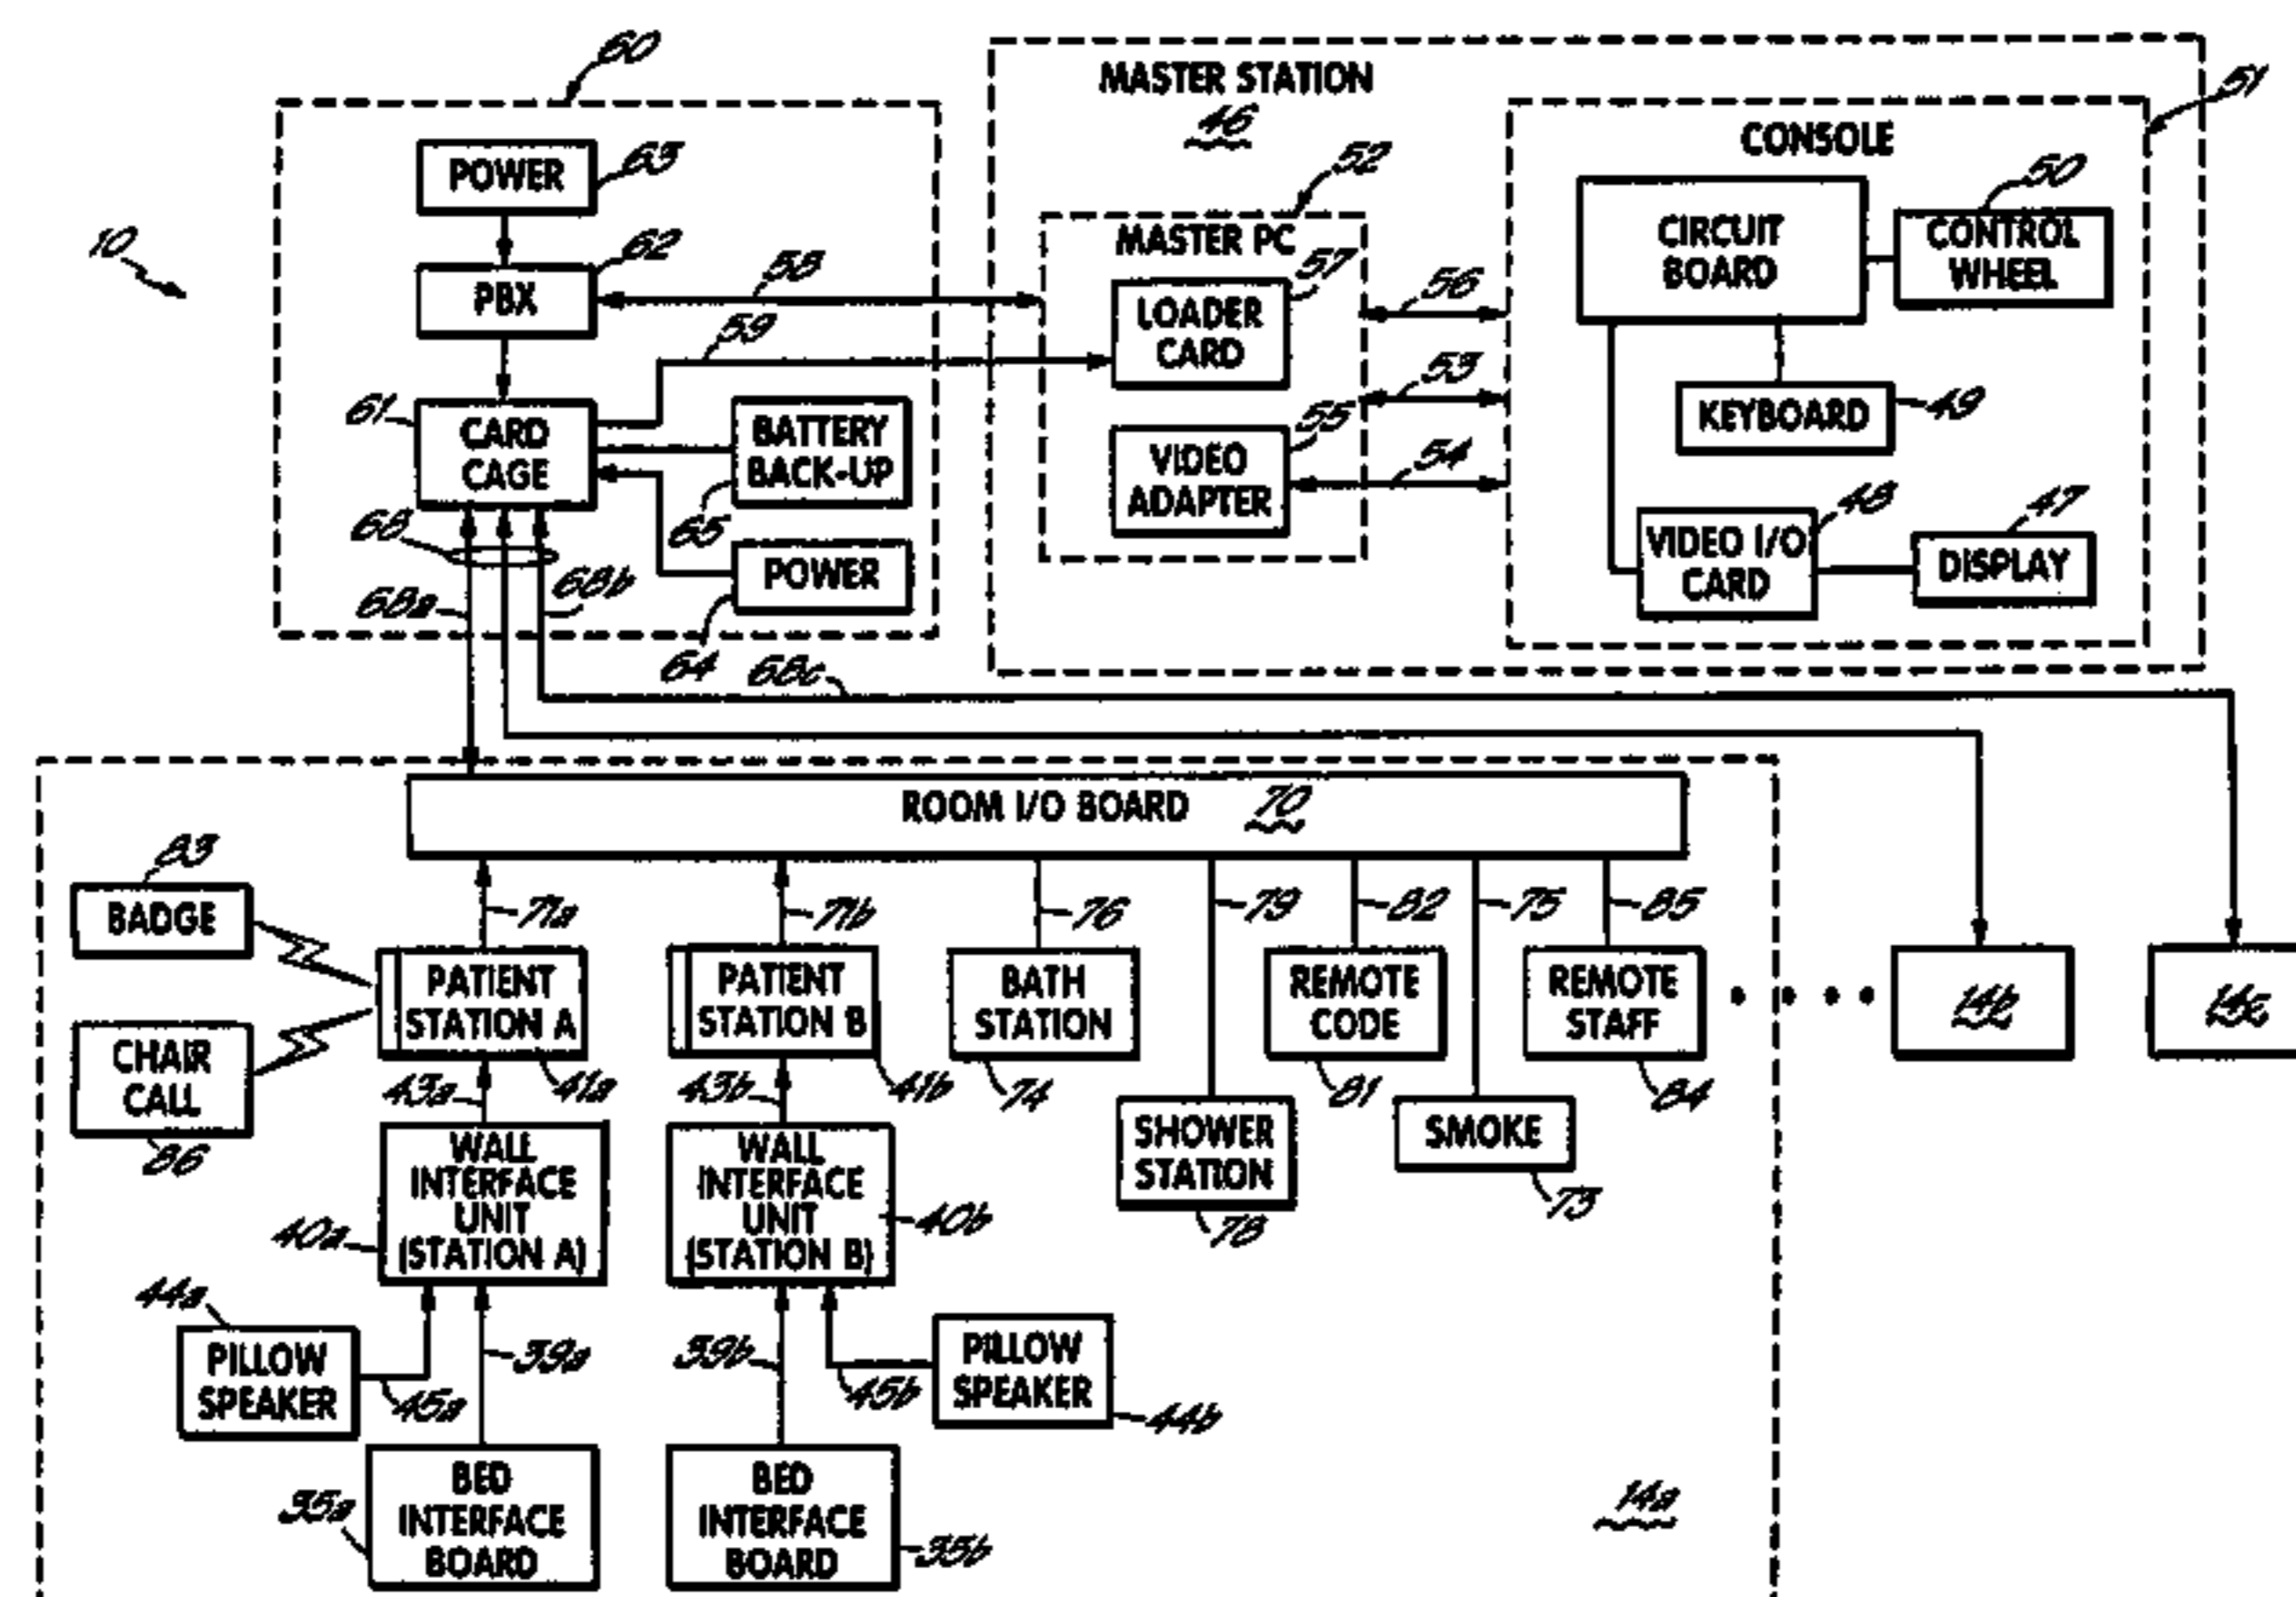 60
MASTER STATION
46
51
CONSOLE
POWER
63
52
50
CIRCUIT
BOARD
CONTROL
WHEEL
10
62
PBX
58
MASTER PC
57
LOADER
CARD
56
59
53
61
CARD
CAGE
BATTERY
BACK-UP
65
55
VIDEO
ADAPTER
54
KEYBOARD
49
48
47
VIDEO I/O
CARD
DISPLAY
68
68a
68b
POWER
64
68c
ROOM I/O BOARD
70
83
BADGE
71a
71b
76
79
82
75
85
PATIENT
STATION A
PATIENT
STATION B
BATH
STATION
REMOTE
CODE
REMOTE
STAFF
14b
14c
CHAIR
CALL
86
43a
41a
43b
41b
74
81
84
SHOWER
STATION
78
SMOKE
73
WALL
INTERFACE
UNIT
(STATION A)
40a
WALL
INTERFACE
UNIT
(STATION B)
40b
44a
PILLOW
SPEAKER
45a
39a
39b
45b
PILLOW
SPEAKER
44b
35a
BED
INTERFACE
BOARD
BED
INTERFACE
BOARD
35b
14a